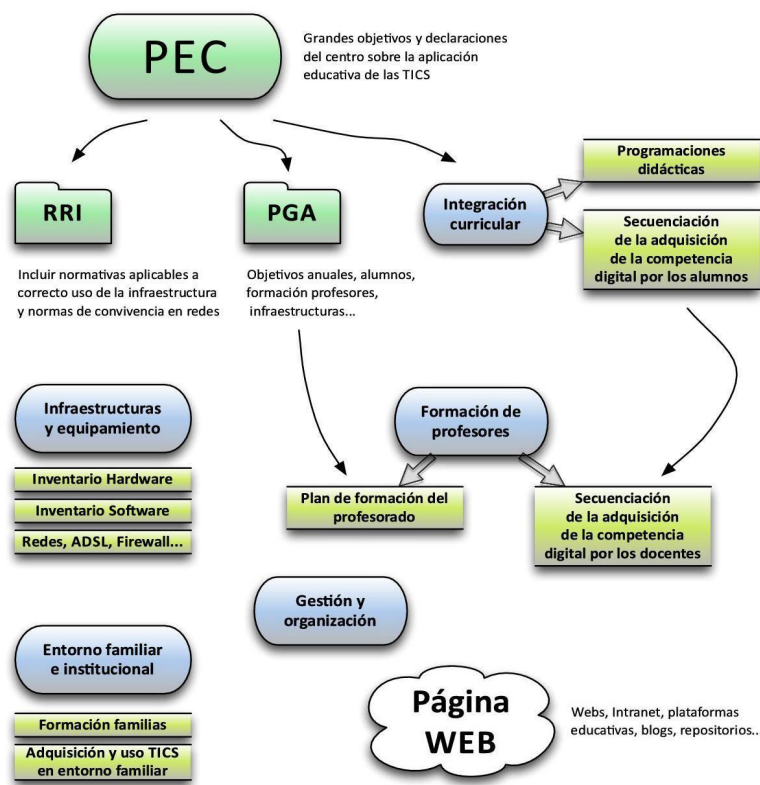 PEC
Grandes objetivos y declaraciones
del centro sobre la aplicación
educativa de las TICS
RRI
Incluir normativas aplicables a
correcto uso de la infraestructura
y normas de convivencia en redes
PGA
Objetivos anuales, alumnos,
formación profesores,
infraestructuras...
Integración
curricular
Programaciones
didácticas
Secuenciación
de la adquisición
de la competencia
digital por los alumnos
Infraestructuras
y equipamiento
Inventario Hardware
Inventario Software
Redes, ADSL, Firewall...
Formación de
profesores
Plan de formación del
profesorado
Secuenciación
de la adquisición
de la competencia
digital por los docentes
Gestión y
organización
Entorno familiar
e institucional
Formación familias
Adquisición y uso TICS
en entorno familiar
Página
WEB
Webs, Intranet, plataformas
educativas, blogs, repositorios...